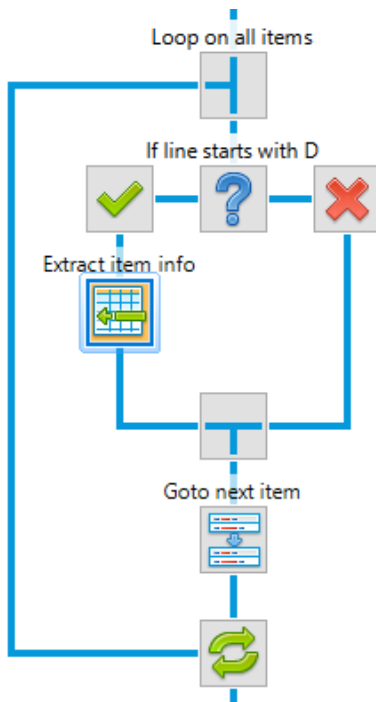 Loop on all items
If line starts with D
Extract item info
Goto next item